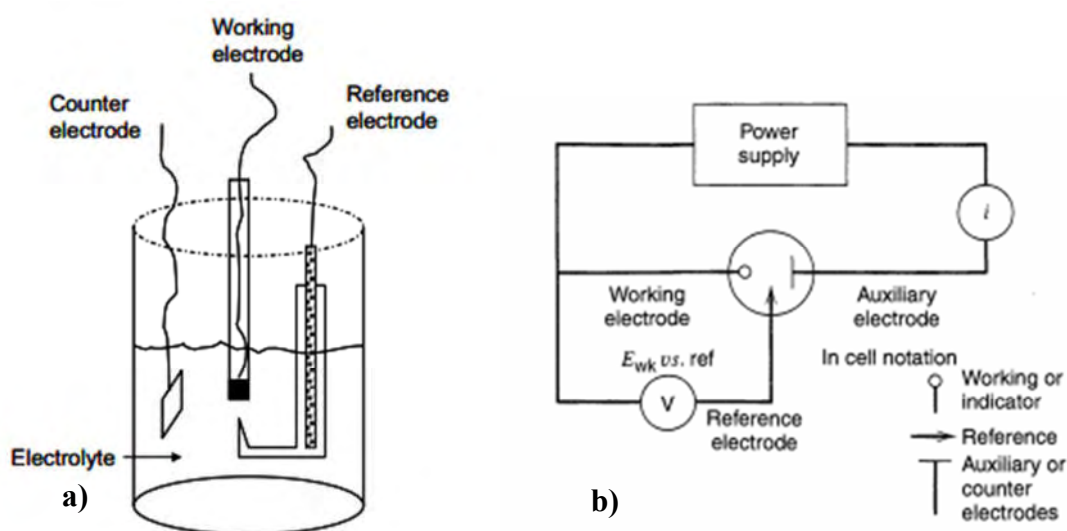 Working
electrode
Counter
electrode
Reference
electrode
Electrolyte
a)
Power
supply
i
Working
electrode
Auxiliary
electrode
E_wk vs. ref
V
Reference
electrode
In cell notation
Working or
indicator
Reference
Auxiliary or
counter
electrodes
b)